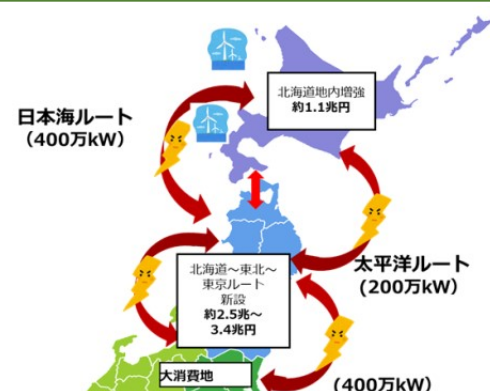 北海道地内増強
約1.1兆円
日本海ルート
(400万kW)
太平洋ルート
(200万kW)
北海道~東北~
東京ルート
新設
約2.5兆~
3.4兆円
大消費地
(400万kW)